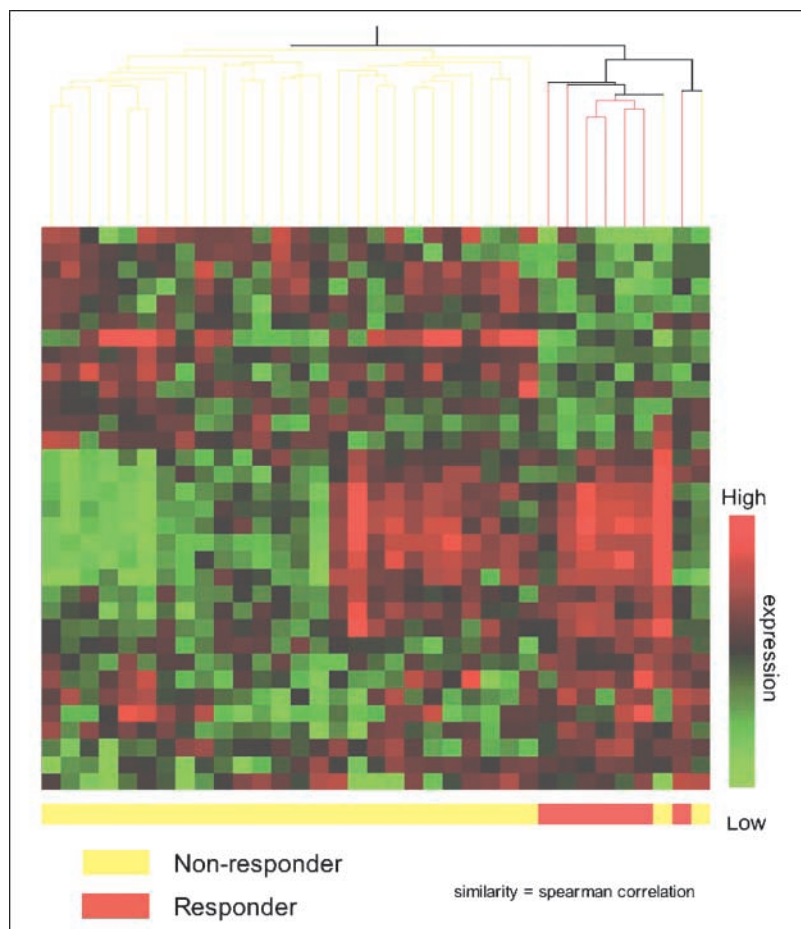 High
expression
Low
Non-responder
Responder
similarity = spearman correlation